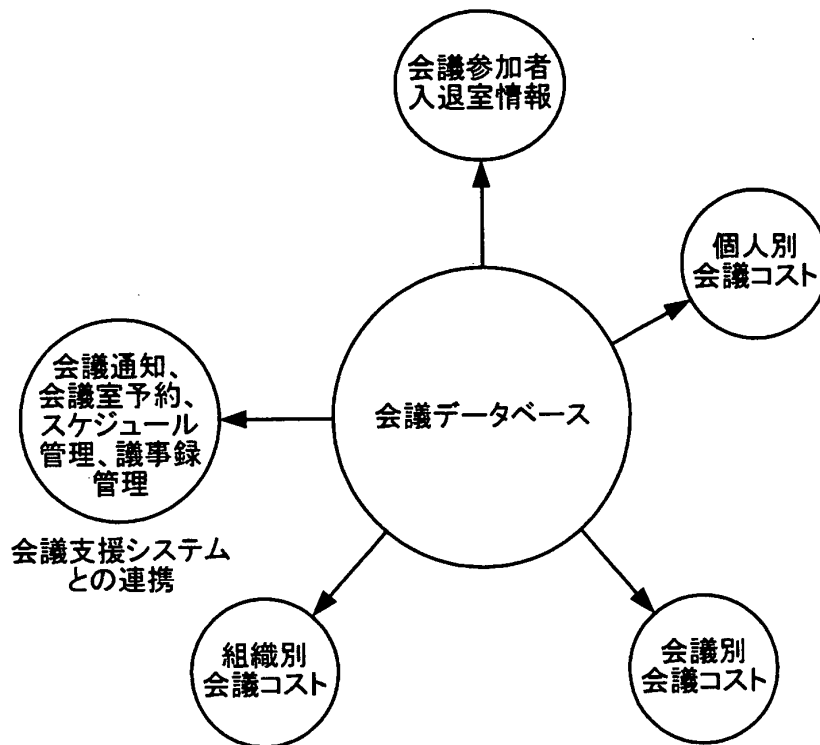 会議参加者
入退室情報
個人別
会議コスト
会議データベース
会議通知、
会議室予約、
スケジュール
管理、議事録
管理
会議支援システム
との連携
組織別
会議コスト
会議別
会議コスト